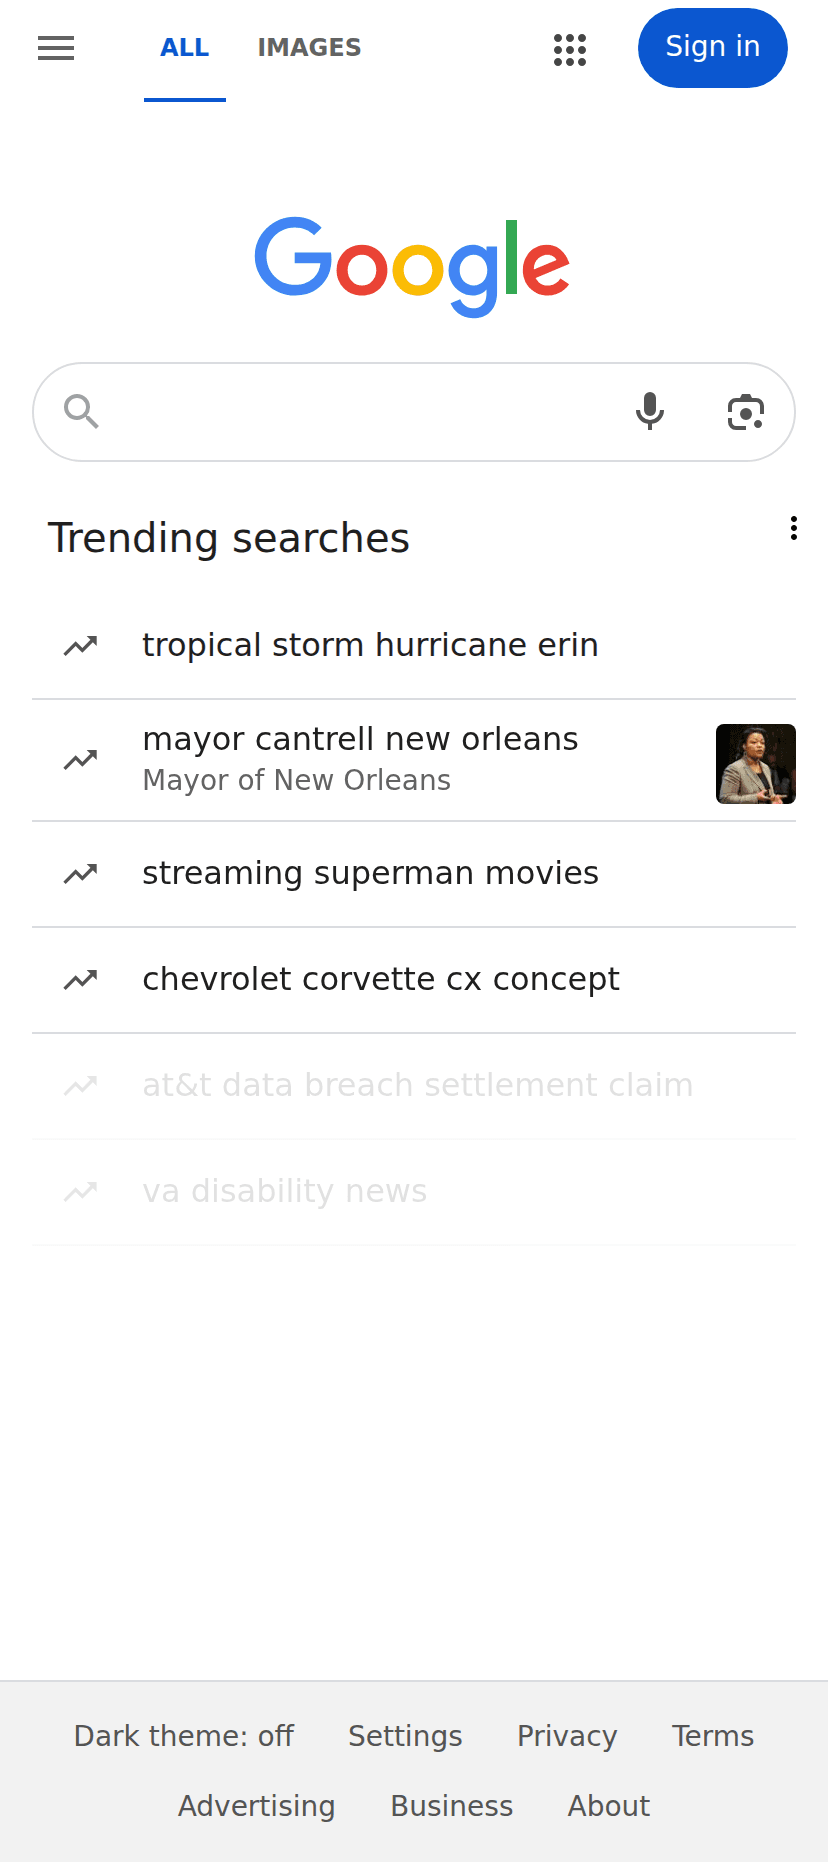 ALL IMAGES Sign in
Google
Trending searches
tropical storm hurricane erin
mayor cantrell new orleans
Mayor of New Orleans
streaming superman movies
chevrolet corvette cx concept
at&t data breach settlement claim
va disability news
Dark theme: off Settings Privacy Terms
Advertising Business About